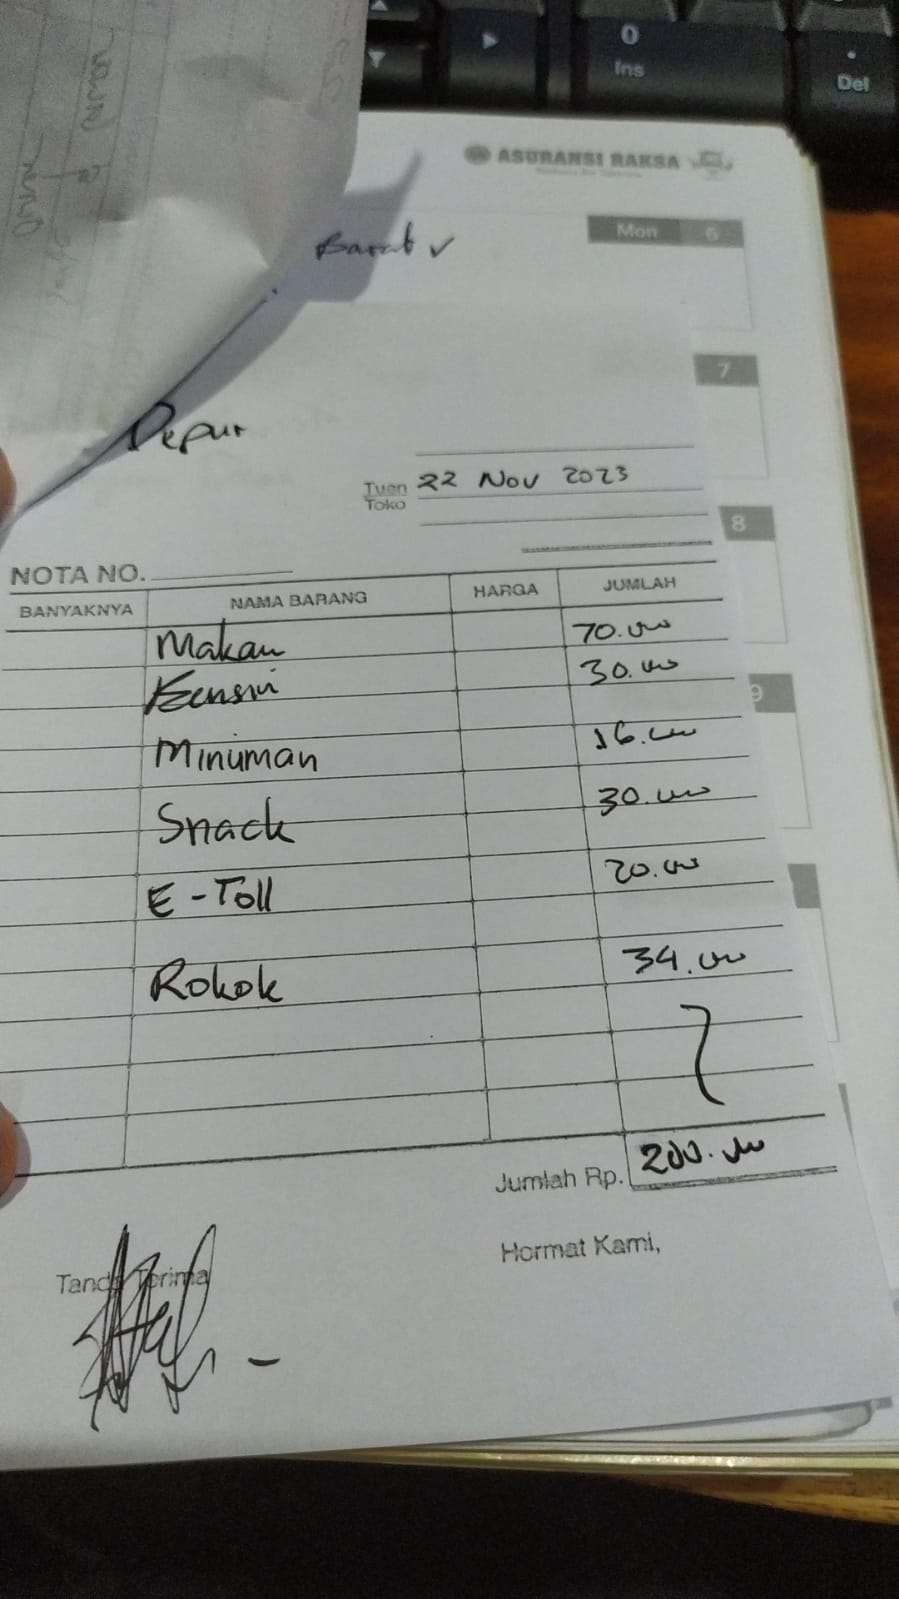 0
Ins
Del
ASURANSI RAKSA
Mon 6
Barat ✓
7
Depur
Tuan 22 Nov 2023
Toko
8
NOTA NO.
BANYAKNYA NAMA BARANG HARGA JUMLAH
Makan 70.000
Bensin 30.000
9
Minuman 16.000
Snack 30.000
E-Toll 20.000
Rokok 34.000
Jumlah Rp. 200.000
Tanda Terima
Hormat Kami,